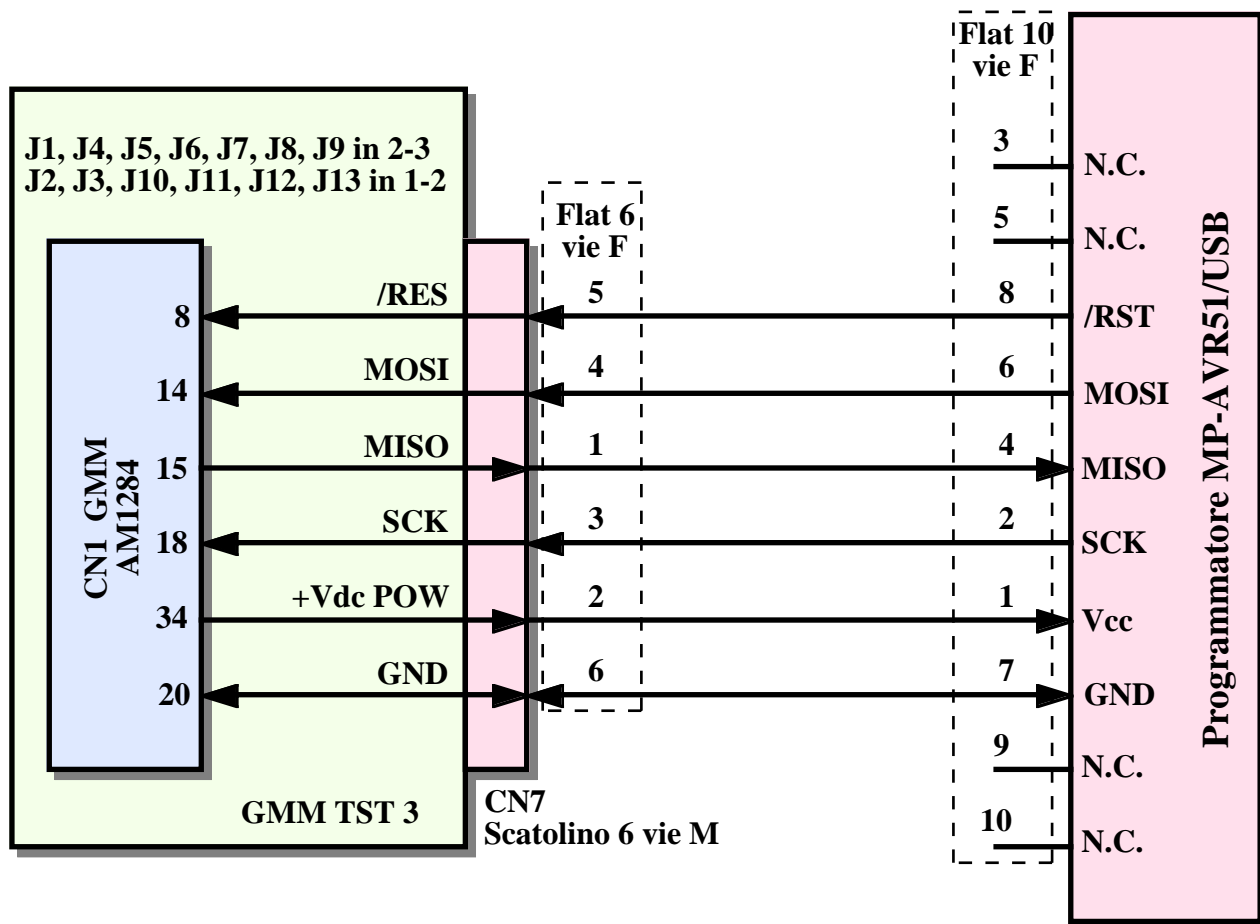 Flat 10
vie F
J1, J4, J5, J6, J7, J8, J9 in 2-3
J2, J3, J10, J11, J12, J13 in 1-2
Flat 6
vie F
3
N.C.
5
N.C.
8
/RES
5
8
/RST
14
MOSI
4
6
MOSI
15
MISO
1
4
MISO
18
SCK
3
2
SCK
34
+Vdc POW
2
1
Vcc
20
GND
6
7
GND
9
N.C.
10
N.C.
CN1 GMM
AM1284
GMM TST 3
CN7
Scatolino 6 vie M
Programmatore MP-AVR51/USB